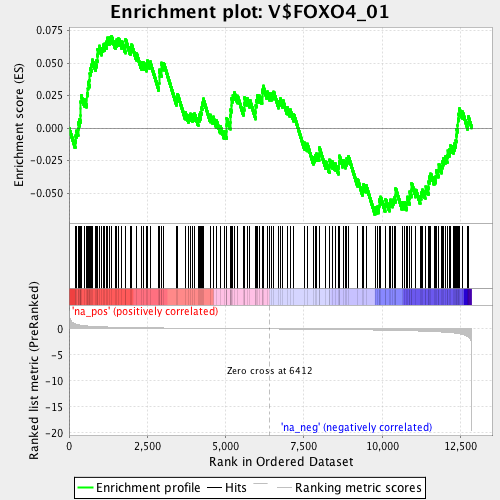 Enrichment plot: V$FOXO4_01
Enrichment score (ES)
0.075
0.050
0.025
0.000
-0.025
-0.050
'na_pos' (positively correlated)
'na_neg' (negatively correlated)
Ranked list metric (PreRanked)
0
-5
-10
-15
-20
Zero cross at 6412
0
2,500
5,000
7,500
10,000
12,500
Rank in Ordered Dataset
Enrichment profile
Hits
Ranking metric scores